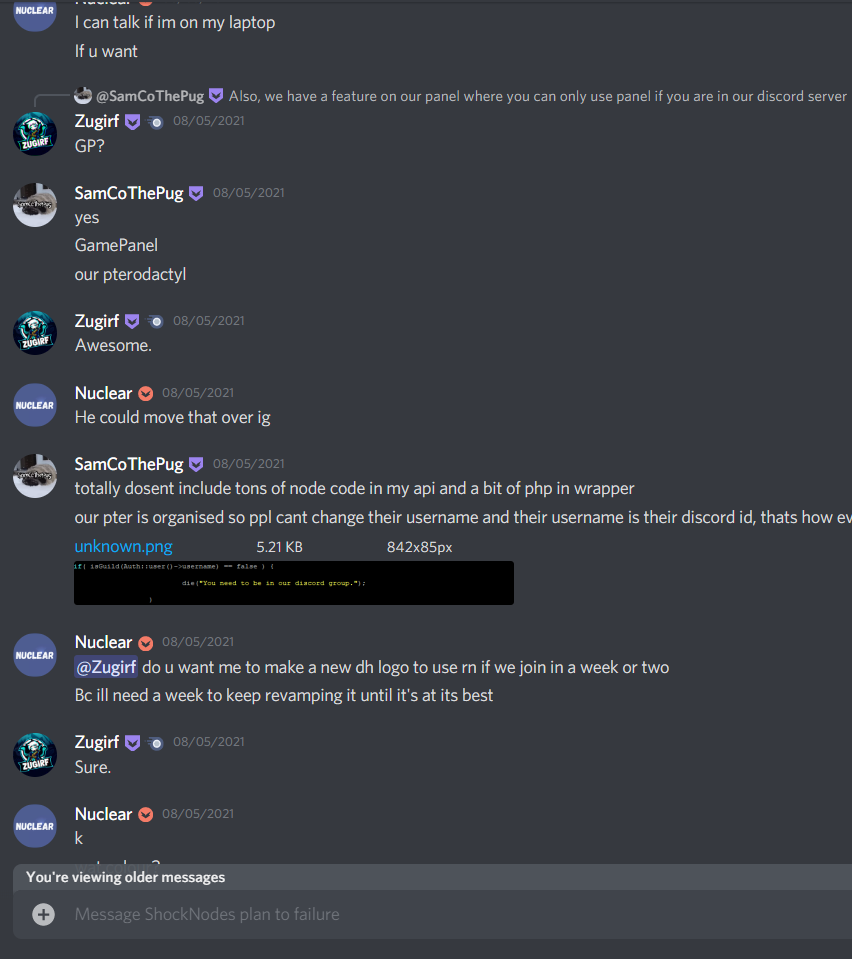 NUCLEAR
I can talk if im on my laptop
If u want
@SamCoThePug Also, we have a feature on our panel where you can only use panel if you are in our discord server
Zugirf 08/05/2021
ZUGIRF
GP?
SamCoThePug 08/05/2021
yes
GamePanel
our pterodactyl
Zugirf 08/05/2021
ZUGIRF
Awesome.
Nuclear 08/05/2021
NUCLEAR
He could move that over ig
SamCoThePug 08/05/2021
totally dosent include tons of node code in my api and a bit of php in wrapper
our pter is organised so ppl cant change their username and their username is their discord id, thats how
unknown.png 5.21 KB 842x85px
if( isGuild(Auth::user()->username) == false ) {
die("You need to be in our discord group.");
}
Nuclear 08/05/2021
NUCLEAR
@Zugirf do u want me to make a new dh logo to use rn if we join in a week or two
Bc ill need a week to keep revamping it until it's at its best
Zugirf 08/05/2021
ZUGIRF
Sure.
Nuclear 08/05/2021
NUCLEAR
k
You're viewing older messages
Message ShockNodes plan to failure